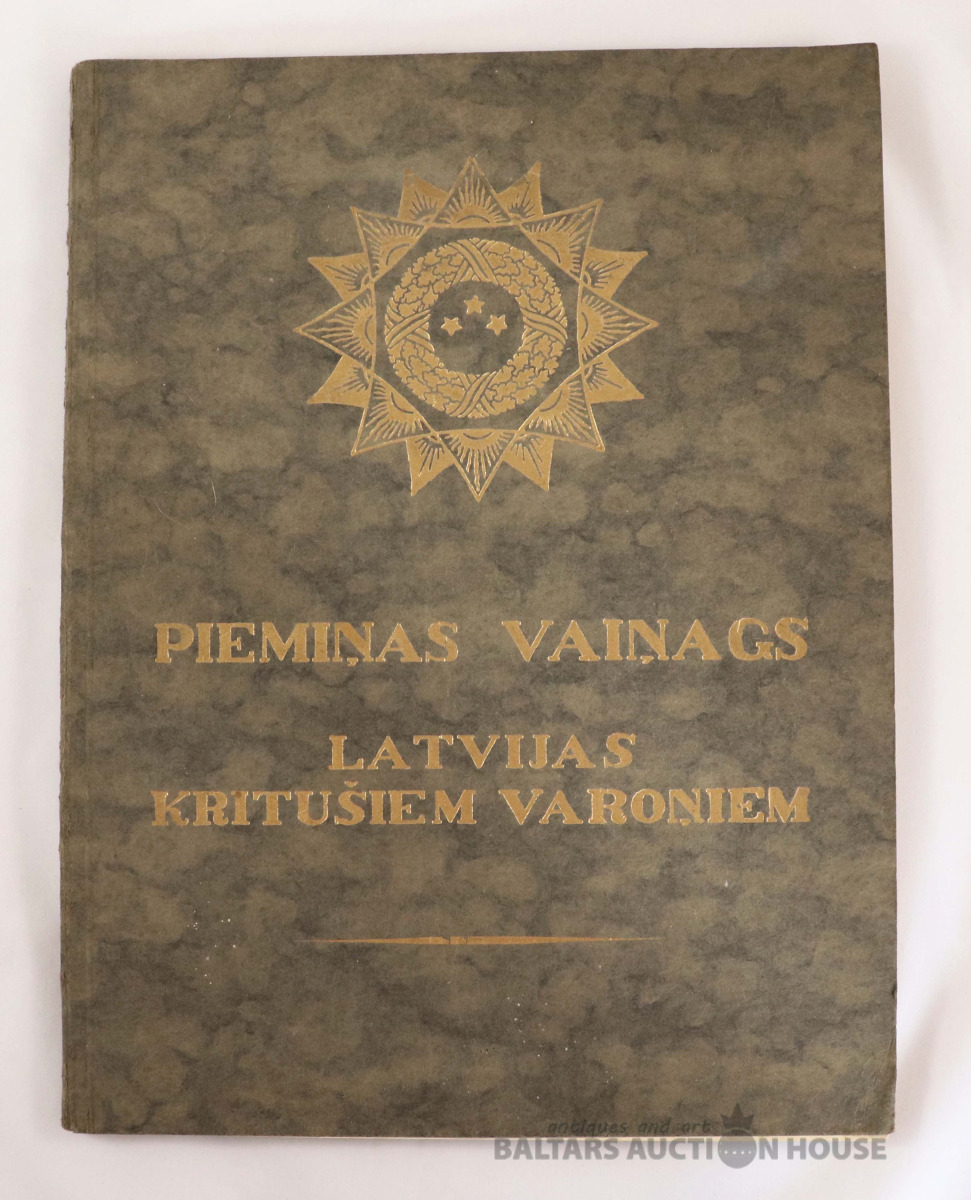 PIEMIŅAS VAIŅAGS
LATVIJAS
KRITUŠIEM VAROŅIEM
antiques and art
BALTARS AUCTION HOUSE